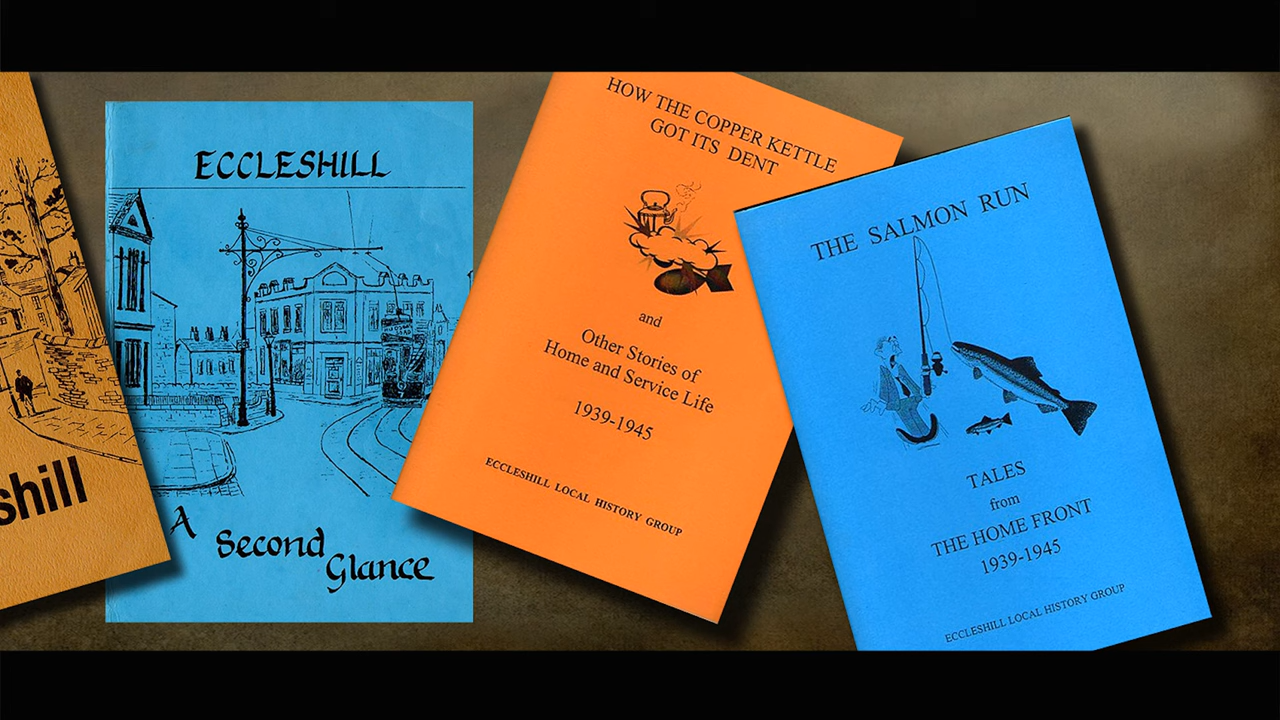 shill
ECCLESHILL
A
Second
Glance
HOW THE COPPER KETTLE
GOT ITS DENT
and
Other Stories of
Home and Service Life
1939-1945
ECCLESHILL LOCAL HISTORY GROUP
THE SALMON RUN
TALES
from
THE HOME FRONT
1939-1945
ECCLESHILL LOCAL HISTORY GROUP